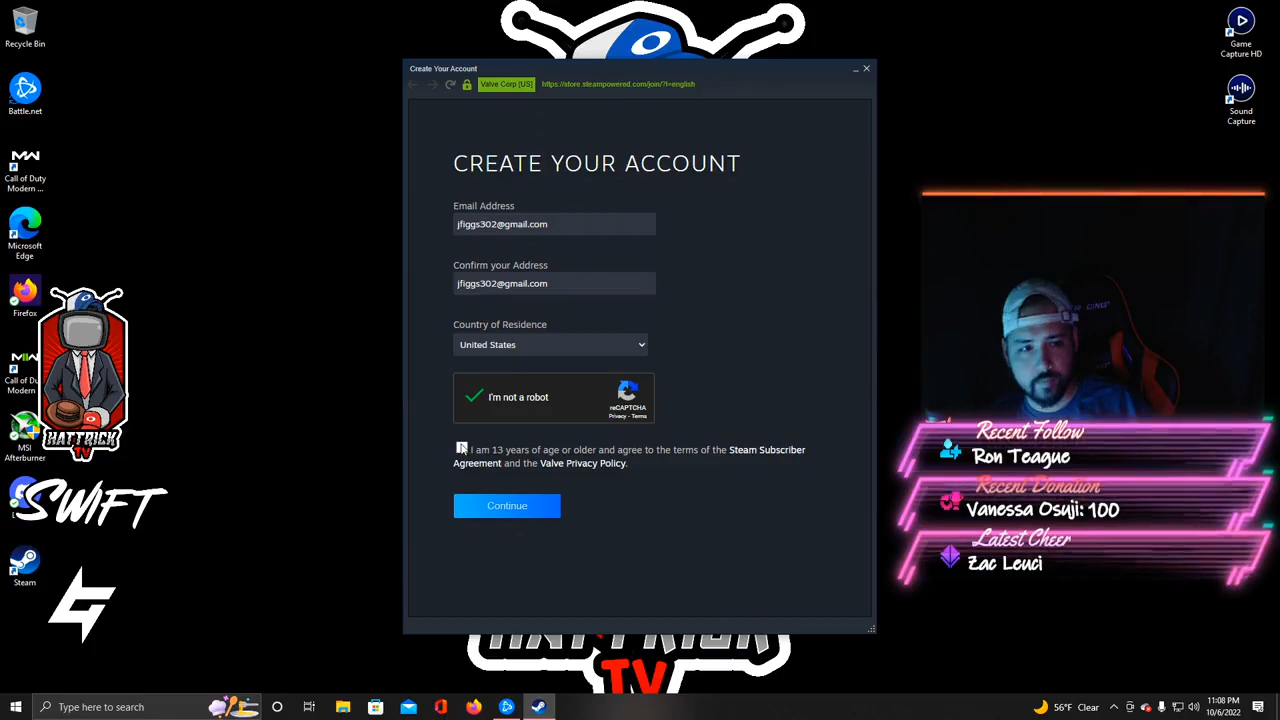 Recycle Bin
Battle.net
Call of Duty
Modern ...
Microsoft
Edge
Firefox
Call of Du
MSI
Afterburner
HATTRICK
TV
SWIFT
Steam
Create Your Account
Valve Corp [US]
https://store.steampowered.com/join/?l=english
CREATE YOUR ACCOUNT
Email Address
jfiggs302@gmail.com
Confirm your Address
jfiggs302@gmail.com
Country of Residence
United States
I'm not a robot
reCAPTCHA
Privacy - Terms
I am 13 years of age or older and agree to the terms of the Steam Subscriber
Agreement and the Valve Privacy Policy.
Continue
TV
Game
Capture HD
Sound
Capture
Recent Follow
Ron Teague
Recent Donation
Vanessa Osuji: 100
Latest Cheer
Zac Leuci
Type here to search
56°F Clear
11:08 PM
10/6/2022